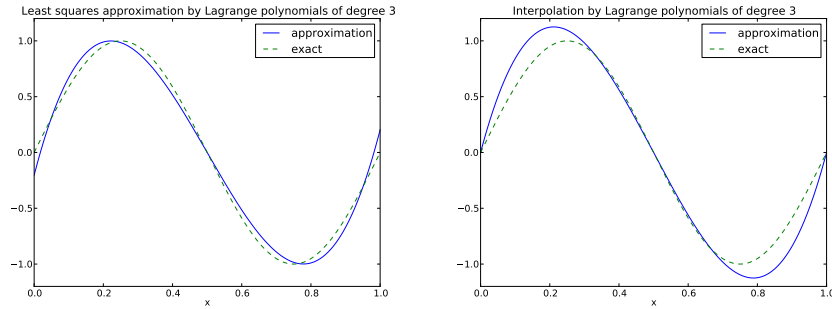 Least squares approximation by Lagrange polynomials of degree 3
approximation
exact
1.0
0.5
0.0
−0.5
−1.0
0.0 0.2 0.4 0.6 0.8 1.0
x
Interpolation by Lagrange polynomials of degree 3
approximation
exact
1.0
0.5
0.0
−0.5
−1.0
0.0 0.2 0.4 0.6 0.8 1.0
x